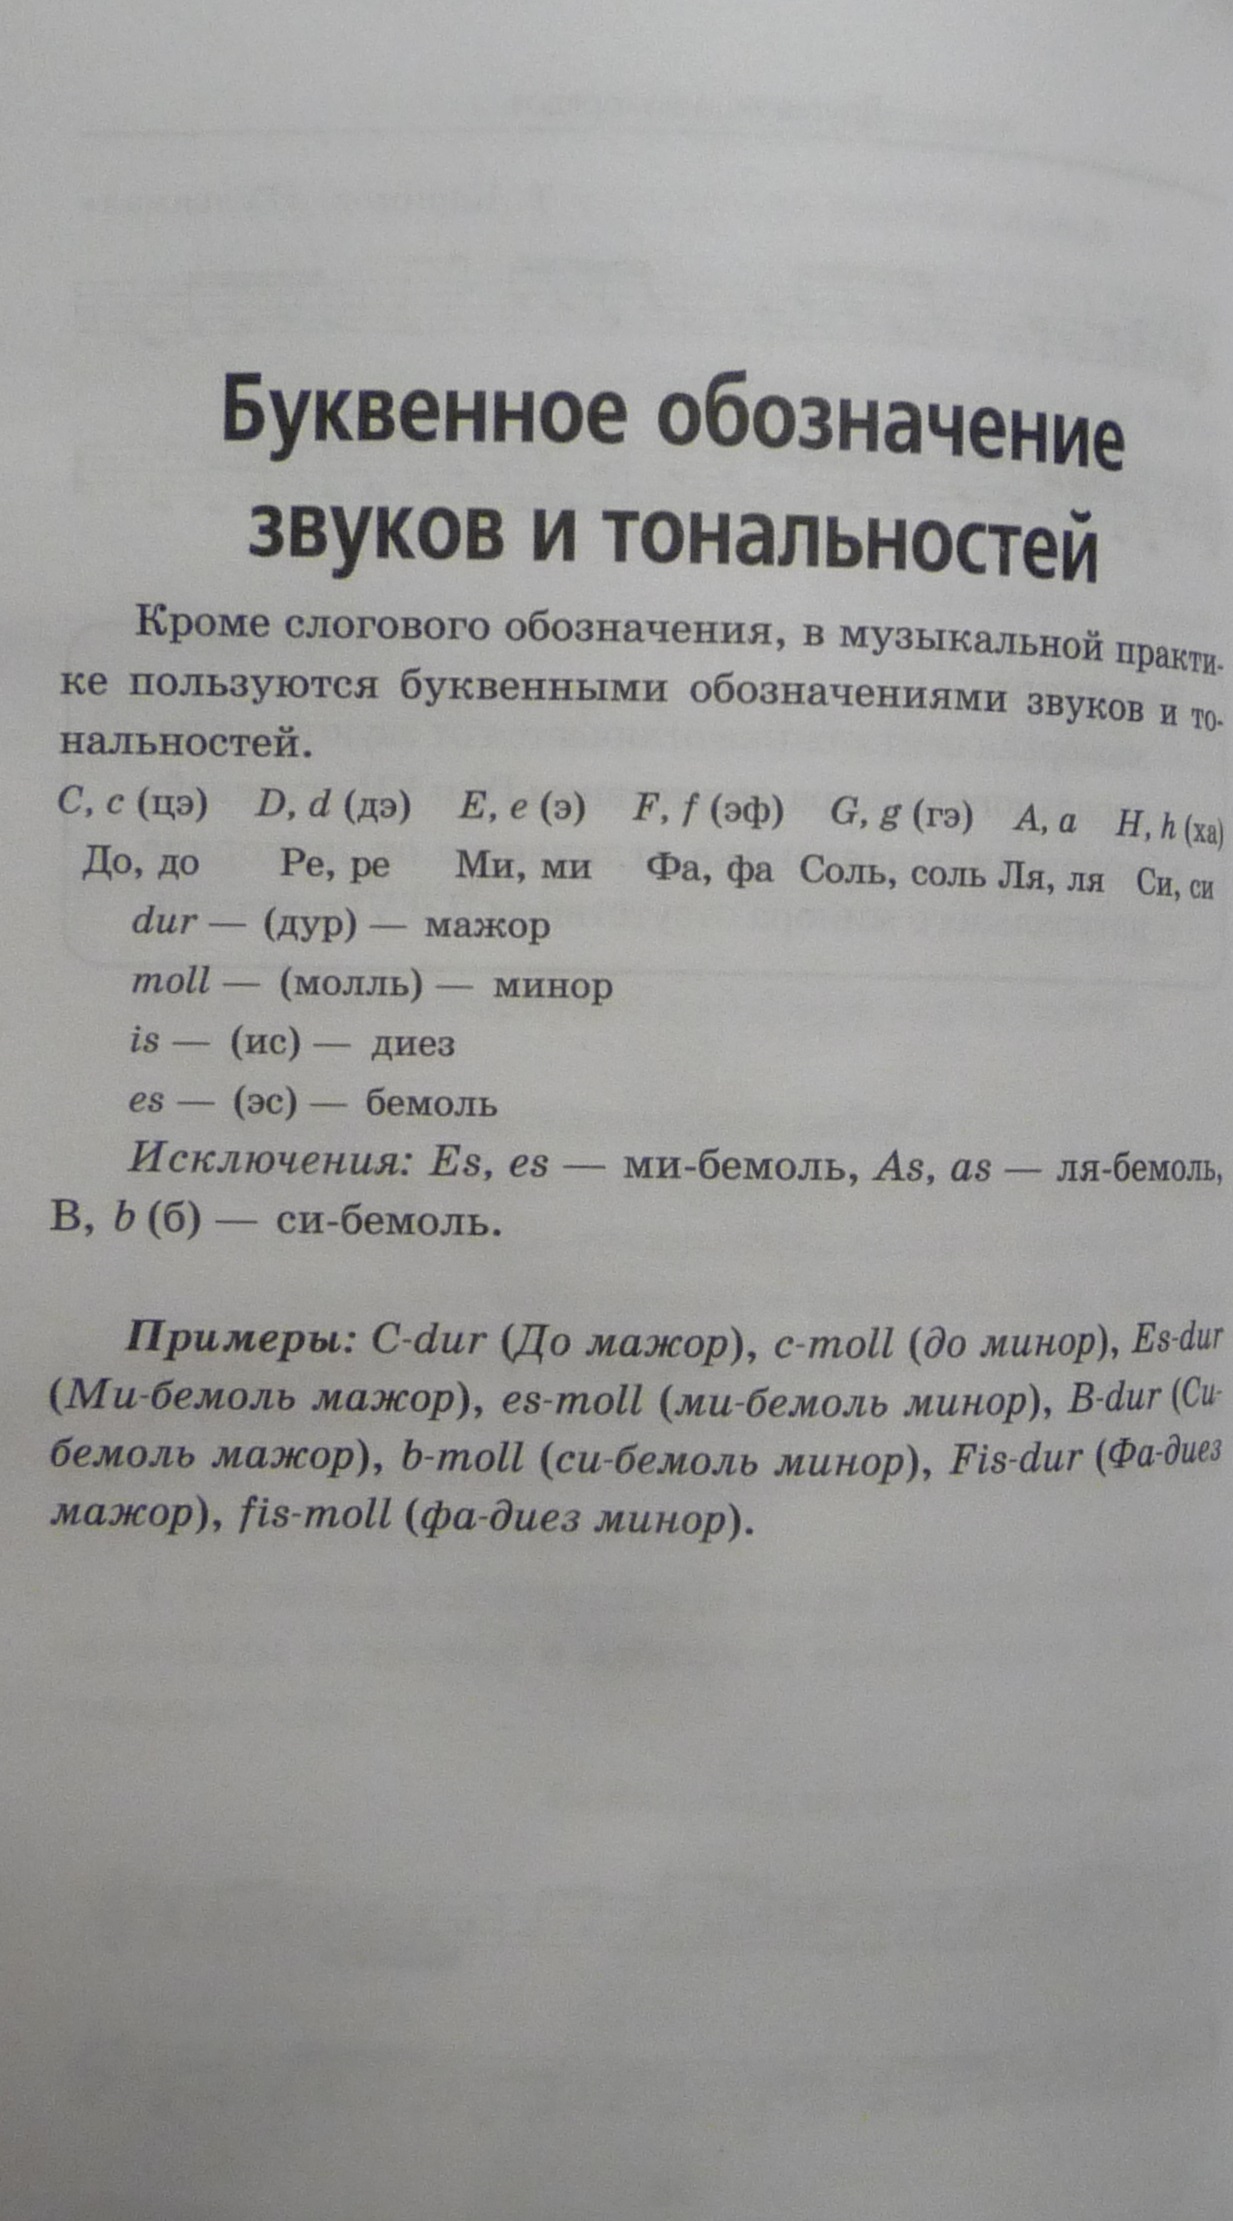 Буквенное обозначение
звуков и тональностей
Кроме слогового обозначения, в музыкальной практи-
ке пользуются буквенными обозначениями звуков и то-
нальностей.
C, c (цэ) D, d (дэ) E, e (э) F, f (эф) G, g (гэ) A, a H, h (ха)
До, до Ре, ре Ми, ми Фа, фа Соль, соль Ля, ля Си, си
dur — (дур) — мажор
moll — (молль) — минор
is — (ис) — диез
es — (эс) — бемоль
Исключения: Es, es — ми-бемоль, As, as — ля-бемоль,
B, b (б) — си-бемоль.
Примеры: C-dur (До мажор), c-moll (до минор), Es-dur
(Ми-бемоль мажор), es-moll (ми-бемоль минор), B-dur (Си-
бемоль мажор), b-moll (си-бемоль минор), Fis-dur (Фа-диез
мажор), fis-moll (фа-диез минор).